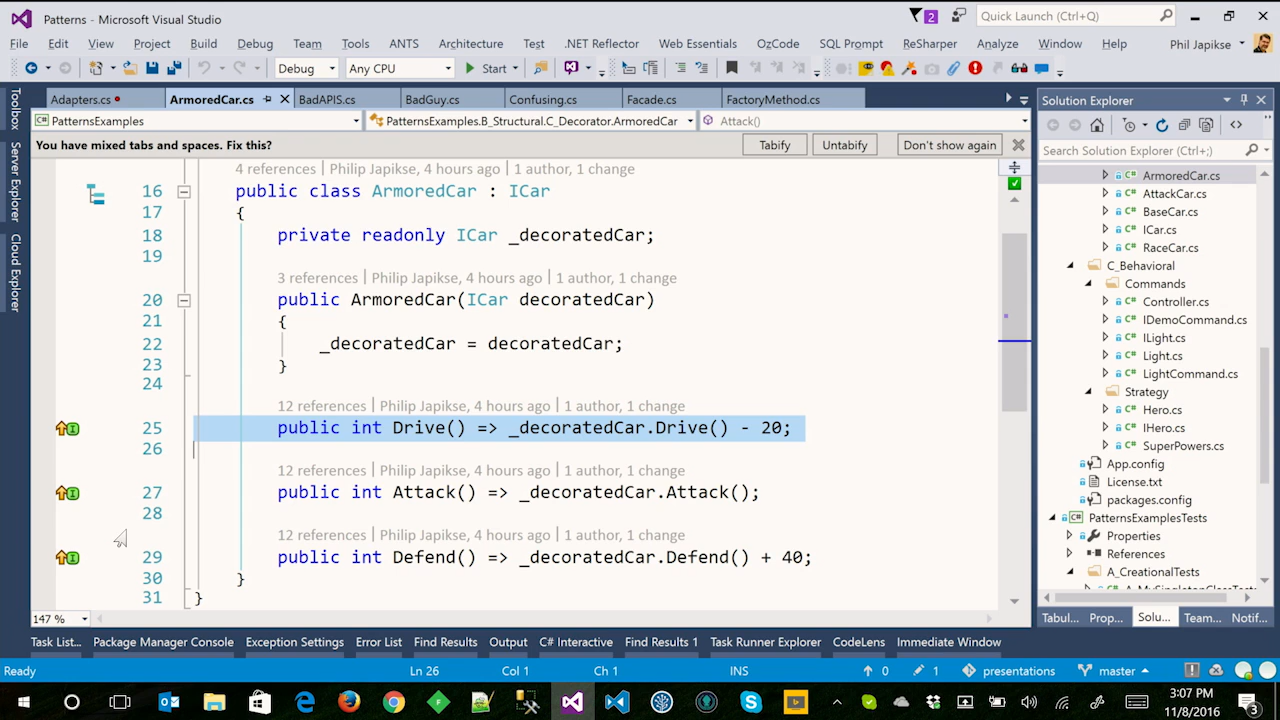 Patterns - Microsoft Visual Studio
2
Quick Launch (Ctrl+Q)
File Edit View Project Build Debug Team Tools ANTS Architecture Test .NET Reflector Web Essentials OzCode SQL Prompt ReSharper Analyze Window Help Phil Japikse
Debug Any CPU Start
Adapters.cs ArmoredCar.cs BadAPIS.cs BadGuy.cs Confusing.cs Facade.cs FactoryMethod.cs
C# PatternsExamples PatternsExamples.B_Structural.C_Decorator.ArmoredCar Attack()
You have mixed tabs and spaces. Fix this? Tabify Untabify Don't show again
Toolbox
Server Explorer
Cloud Explorer
4 references | Philip Japikse, 4 hours ago | 1 author, 1 change
16 public class ArmoredCar : ICar
17 {
18 private readonly ICar _decoratedCar;
19
3 references | Philip Japikse, 4 hours ago | 1 author, 1 change
20 public ArmoredCar(ICar decoratedCar)
21 {
22 _decoratedCar = decoratedCar;
23 }
24
12 references | Philip Japikse, 4 hours ago | 1 author, 1 change
25 public int Drive() => _decoratedCar.Drive() - 20;
26
12 references | Philip Japikse, 4 hours ago | 1 author, 1 change
27 public int Attack() => _decoratedCar.Attack();
28
12 references | Philip Japikse, 4 hours ago | 1 author, 1 change
29 public int Defend() => _decoratedCar.Defend() + 40;
30 }
31 }
147 %
Solution Explorer
Search Solution Explorer (Ctrl+;)
C# ArmoredCar.cs
C# AttackCar.cs
C# BaseCar.cs
C# ICar.cs
C# RaceCar.cs
C_Behavioral
Commands
C# Controller.cs
C# IDemoCommand.cs
C# ILight.cs
C# Light.cs
C# LightCommand.cs
Strategy
C# Hero.cs
C# IHero.cs
C# SuperPowers.cs
App.config
License.txt
packages.config
C# PatternsExamplesTests
Properties
References
A_CreationalTests
Tabul... Prop... Solu... Team... Notif...
Task List... Package Manager Console Exception Settings Error List Find Results Output C# Interactive Find Results 1 Task Runner Explorer CodeLens Immediate Window
Ready Ln 26 Col 1 Ch 1 INS 0 1 presentations master
3:07 PM
11/8/2016
3